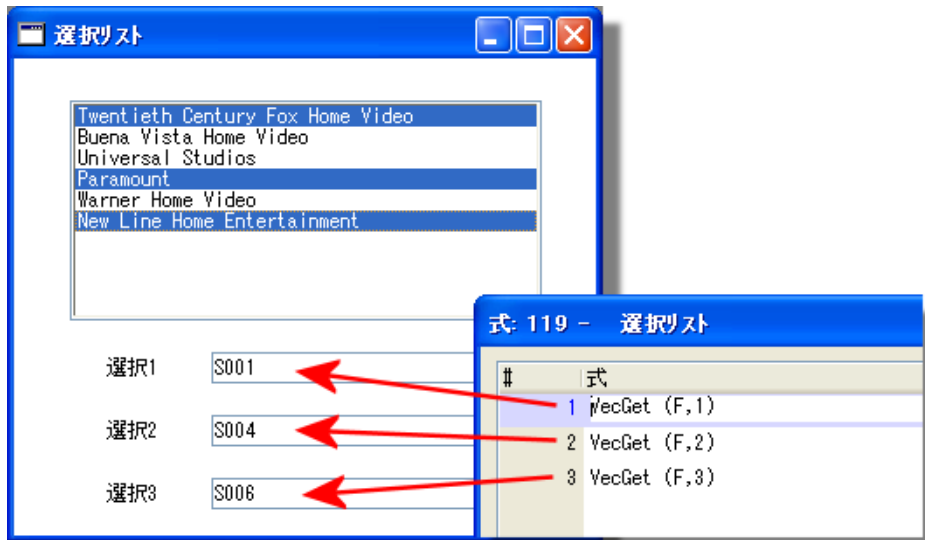 選択リスト
Twentieth Century Fox Home Video
Buena Vista Home Video
Universal Studios
Paramount
Warner Home Video
New Line Home Entertainment
選択1 S001
選択2 S004
選択3 S006
式: 119 - 選択リスト
# 式
1 VecGet (F,1)
2 VecGet (F,2)
3 VecGet (F,3)